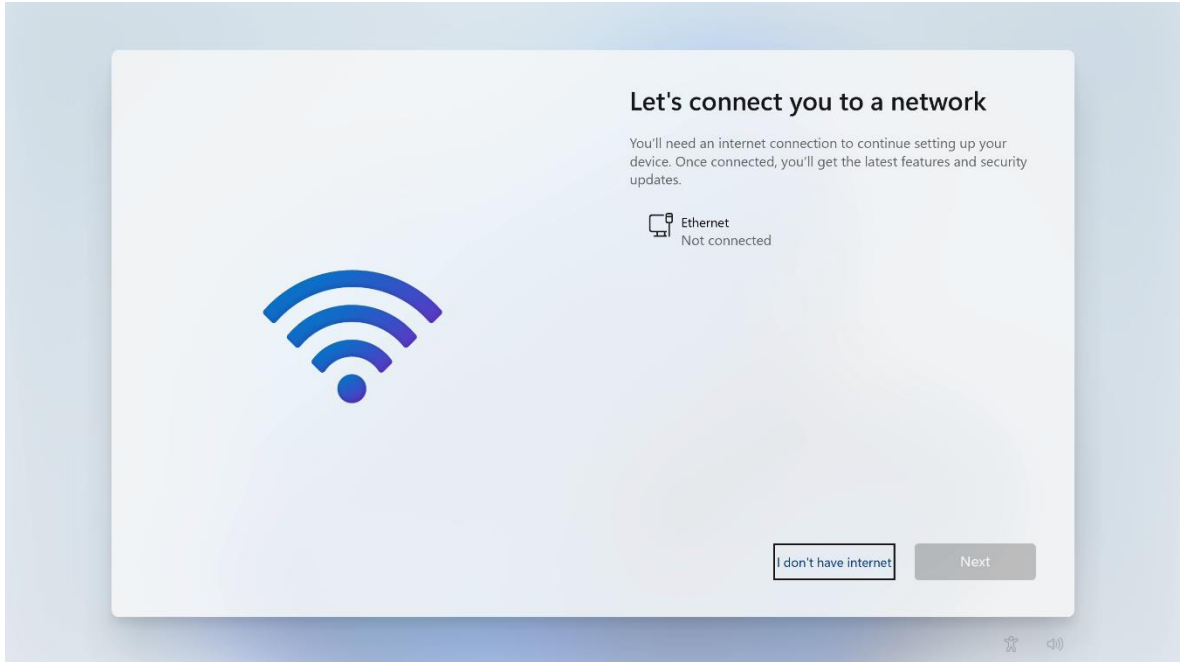 Let's connect you to a network
You'll need an internet connection to continue setting up your
device. Once connected, you'll get the latest features and security
updates.
Ethernet
Not connected
I don't have internet
Next